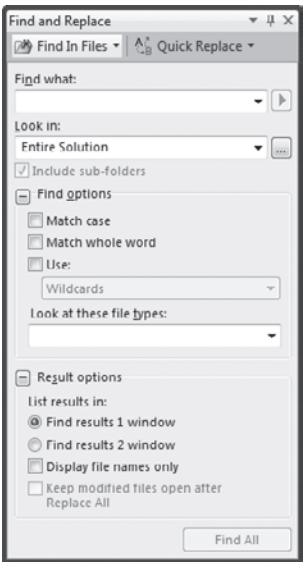 Find and Replace
Find In Files Quick Replace
Find what:
Look in:
Entire Solution
Include sub-folders
Find options
Match case
Match whole word
Use:
Wildcards
Look at these file types:
Result options
List results in:
Find results 1 window
Find results 2 window
Display file names only
Keep modified files open after
Replace All
Find All